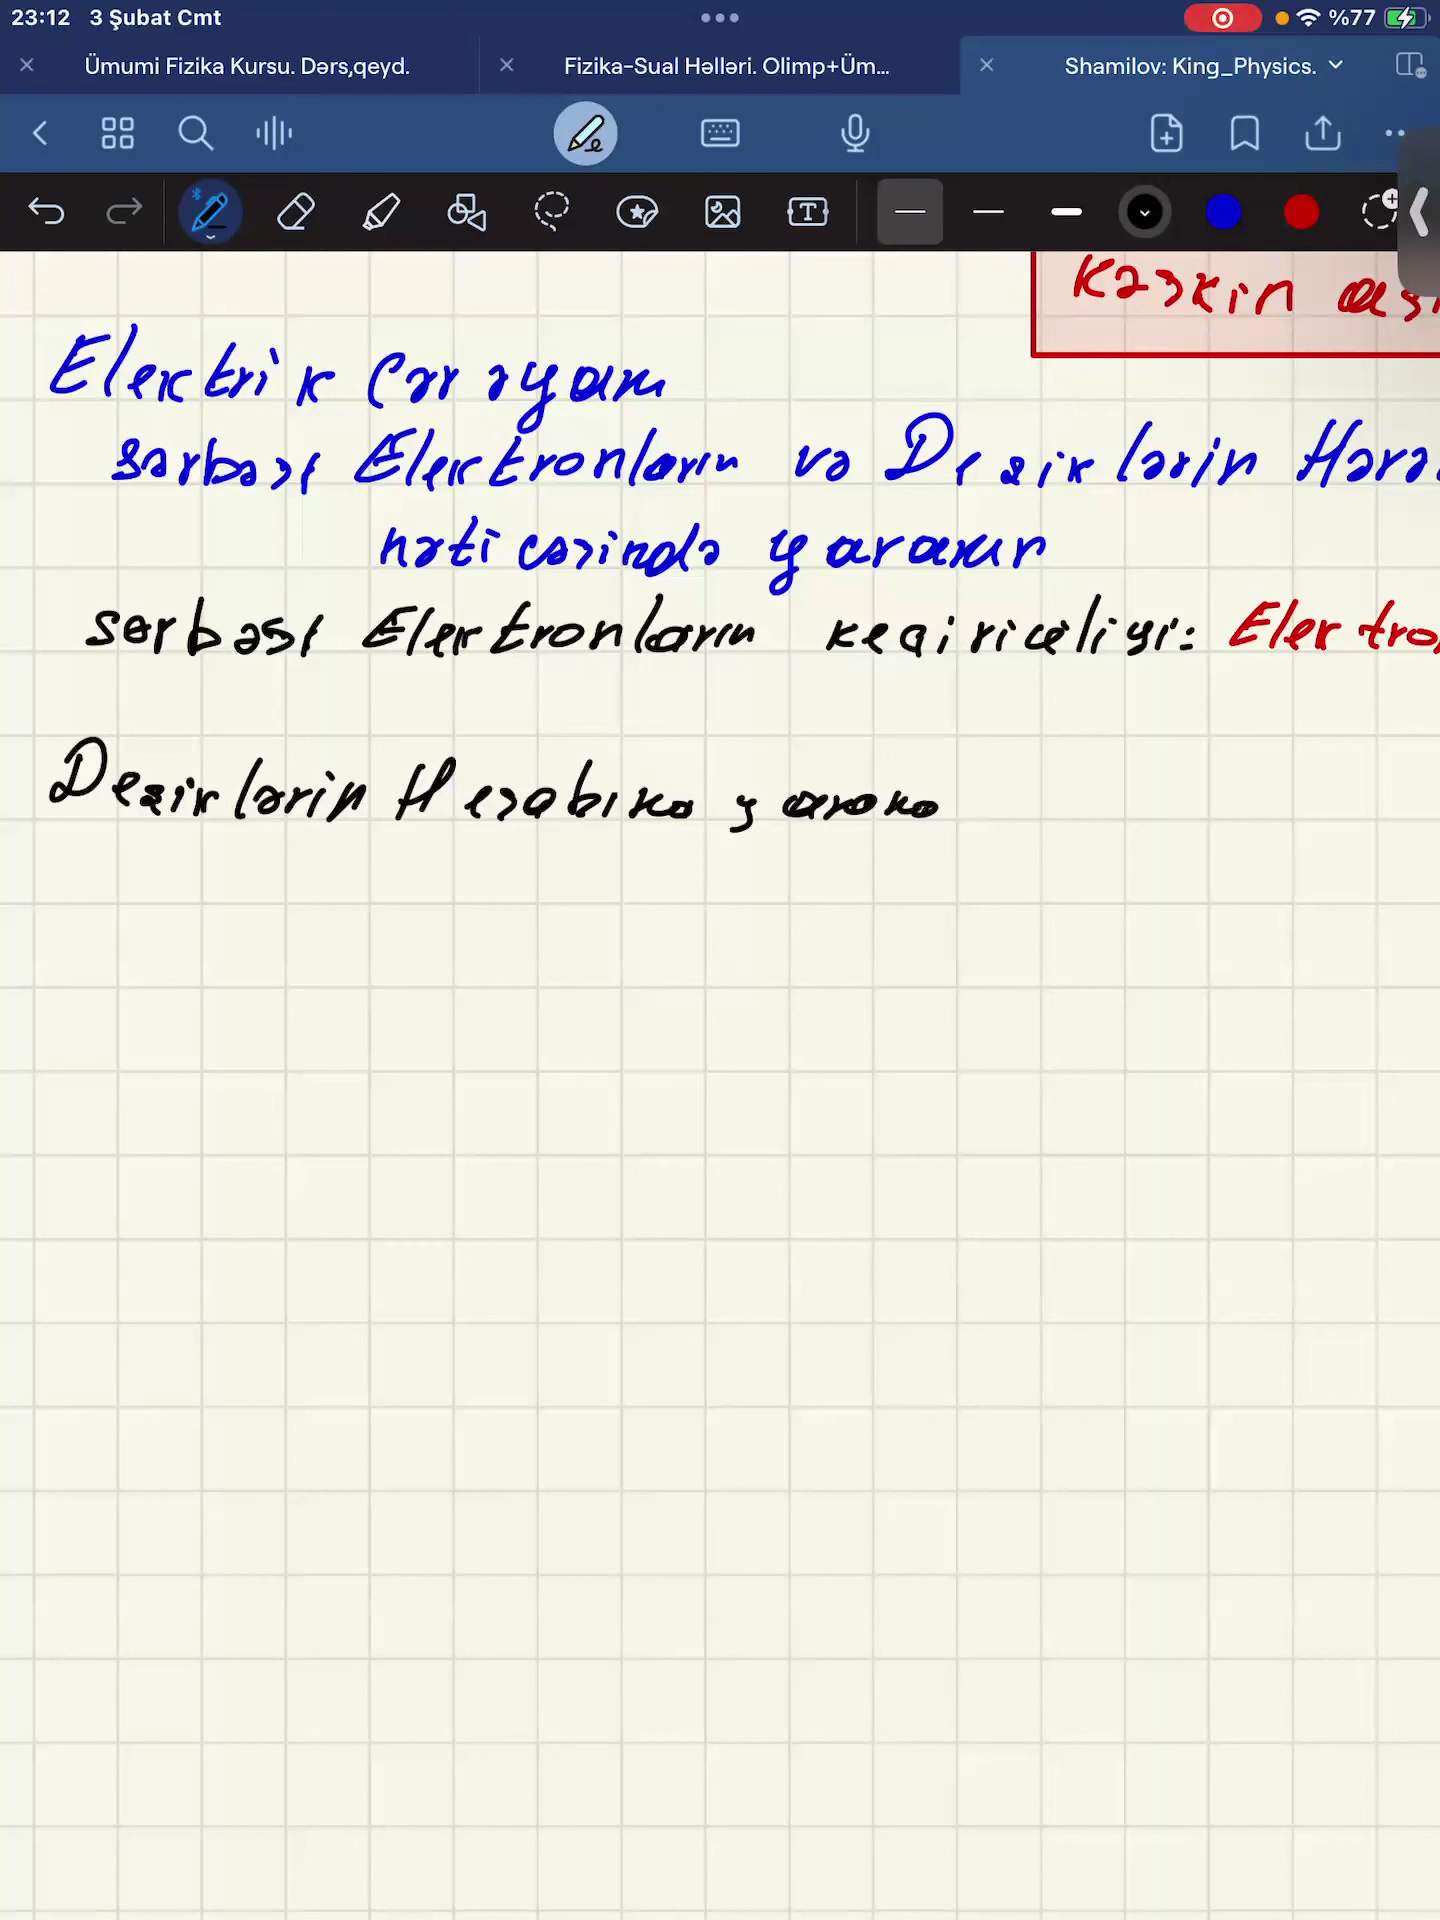 23:12 3 Şubat Cmt %77
Ümumi Fizika Kursu. Dərs,qeyd. Fizika-Sual Həlləri. Olimp+Üm... Shamilov: King_Physics.
Kəskin
Elektrik Cərəyanı
sərbəst Elektronların və Deşiklərin Hərə
nəticəsində yaranır
sərbəst Elektronların keçiriciliyi: Elektro
Deşiklərin Hesabına